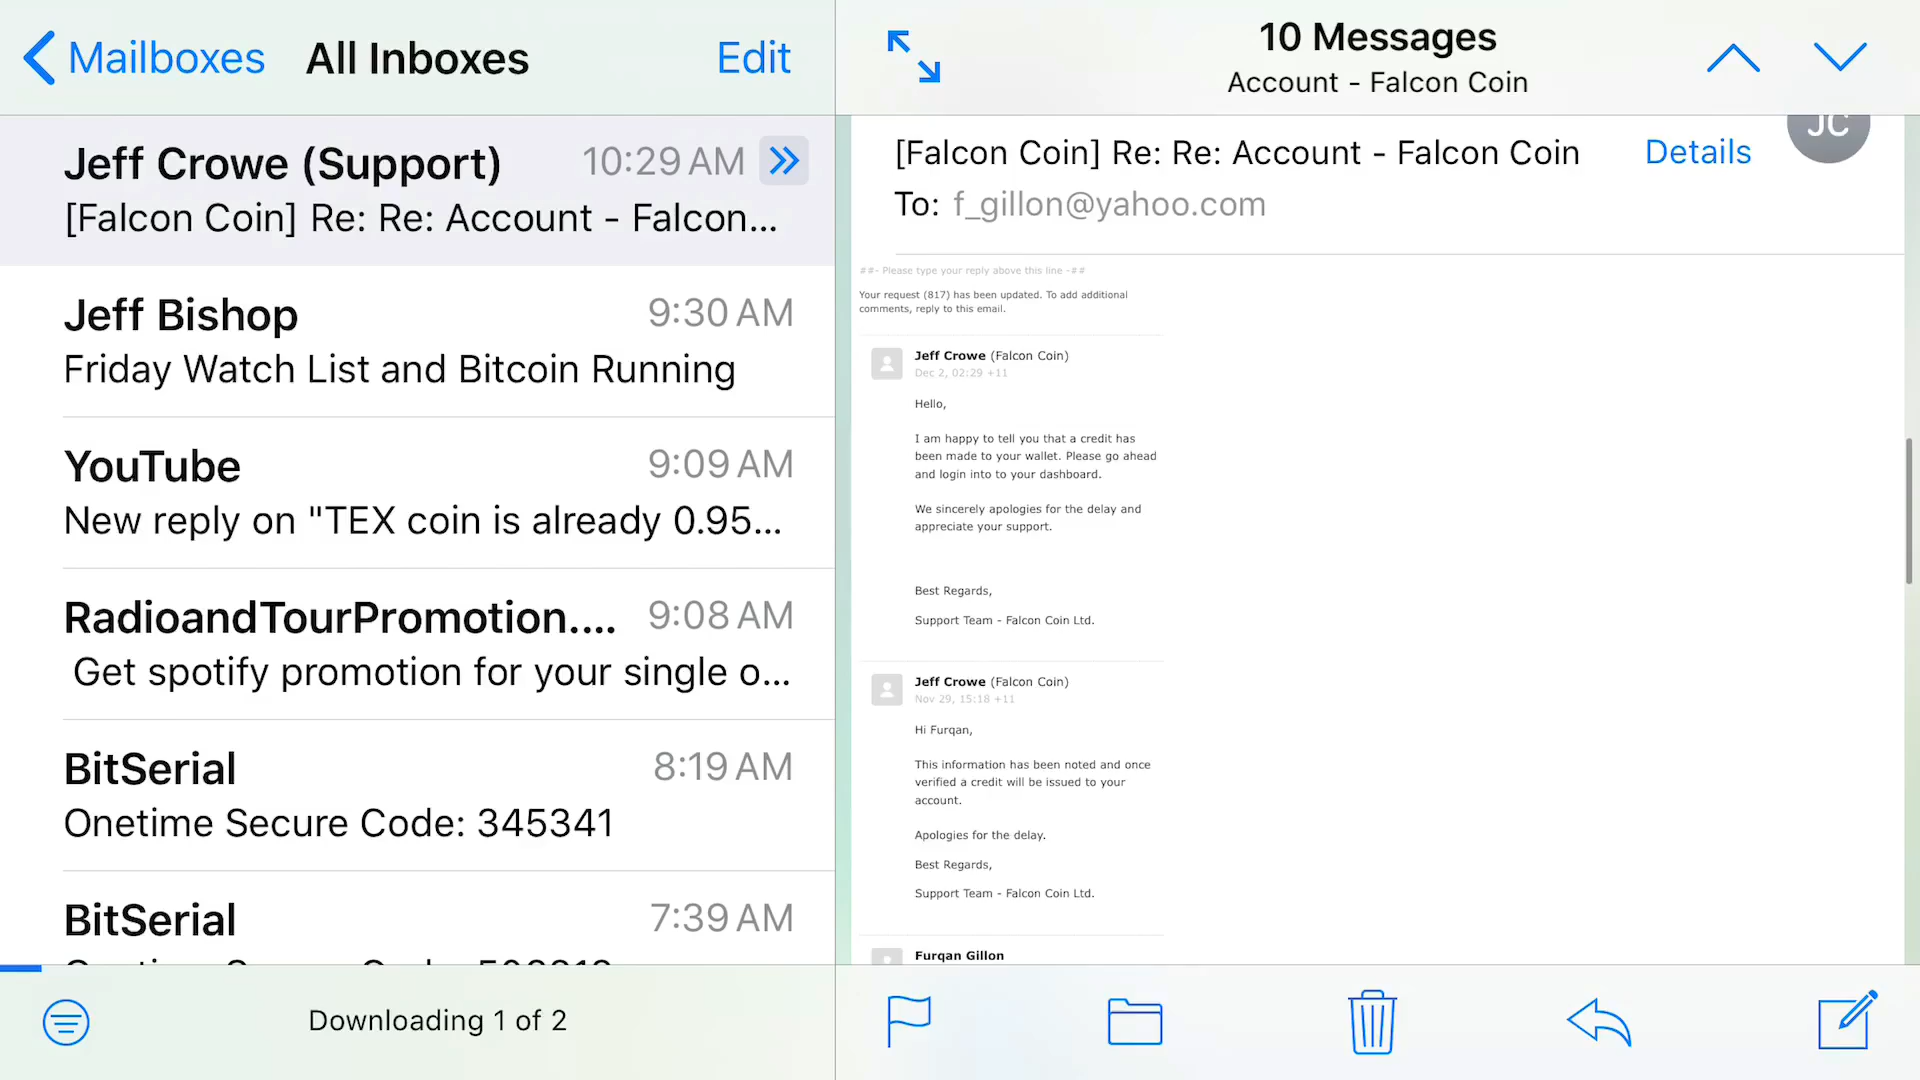 Mailboxes All Inboxes Edit
Jeff Crowe (Support) 10:29 AM
[Falcon Coin] Re: Re: Account - Falcon...
Jeff Bishop 9:30 AM
Friday Watch List and Bitcoin Running
YouTube 9:09 AM
New reply on "TEX coin is already 0.95...
RadioandTourPromotion.... 9:08 AM
Get spotify promotion for your single o...
BitSerial 8:19 AM
Onetime Secure Code: 345341
BitSerial 7:39 AM
Downloading 1 of 2
10 Messages
Account - Falcon Coin
JC
[Falcon Coin] Re: Re: Account - Falcon Coin Details
To: f_gillon@yahoo.com
##- Please type your reply above this line -##
Your request (817) has been updated. To add additional
comments, reply to this email.
Jeff Crowe (Falcon Coin)
Dec 2, 02:29 +11
Hello,
I am happy to tell you that a credit has
been made to your wallet. Please go ahead
and login into to your dashboard.
We sincerely apologies for the delay and
appreciate your support.
Best Regards,
Support Team - Falcon Coin Ltd.
Jeff Crowe (Falcon Coin)
Nov 29, 15:18 +11
Hi Furqan,
This information has been noted and once
verified a credit will be issued to your
account.
Apologies for the delay.
Best Regards,
Support Team - Falcon Coin Ltd.
Furqan Gillon